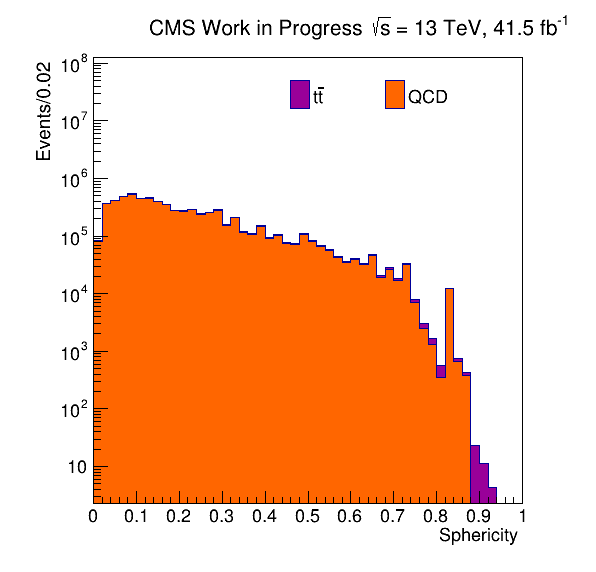 CMS Work in Progress √s = 13 TeV, 41.5 fb⁻¹
Events/0.02
10⁸
10⁷
10⁶
10⁵
10⁴
10³
10²
10
tt̄ QCD
0 0.1 0.2 0.3 0.4 0.5 0.6 0.7 0.8 0.9 1
Sphericity